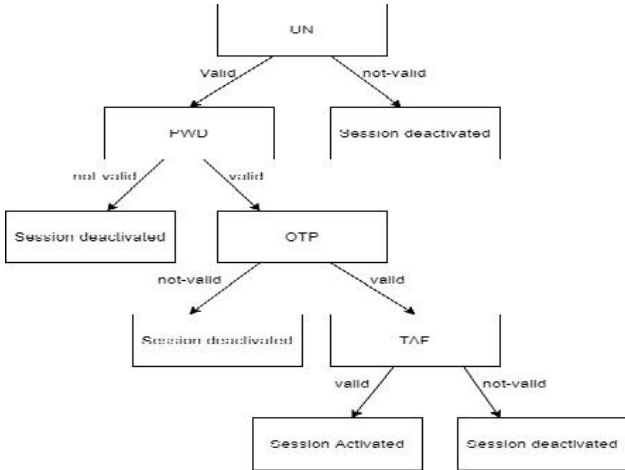 UN
Valid
not-valid
PWD
Session deactivated
not-valid
valid
Session deactivated
OTP
not-valid
valid
Session deactivated
TAF
valid
not-valid
Session Activated
Session deactivated